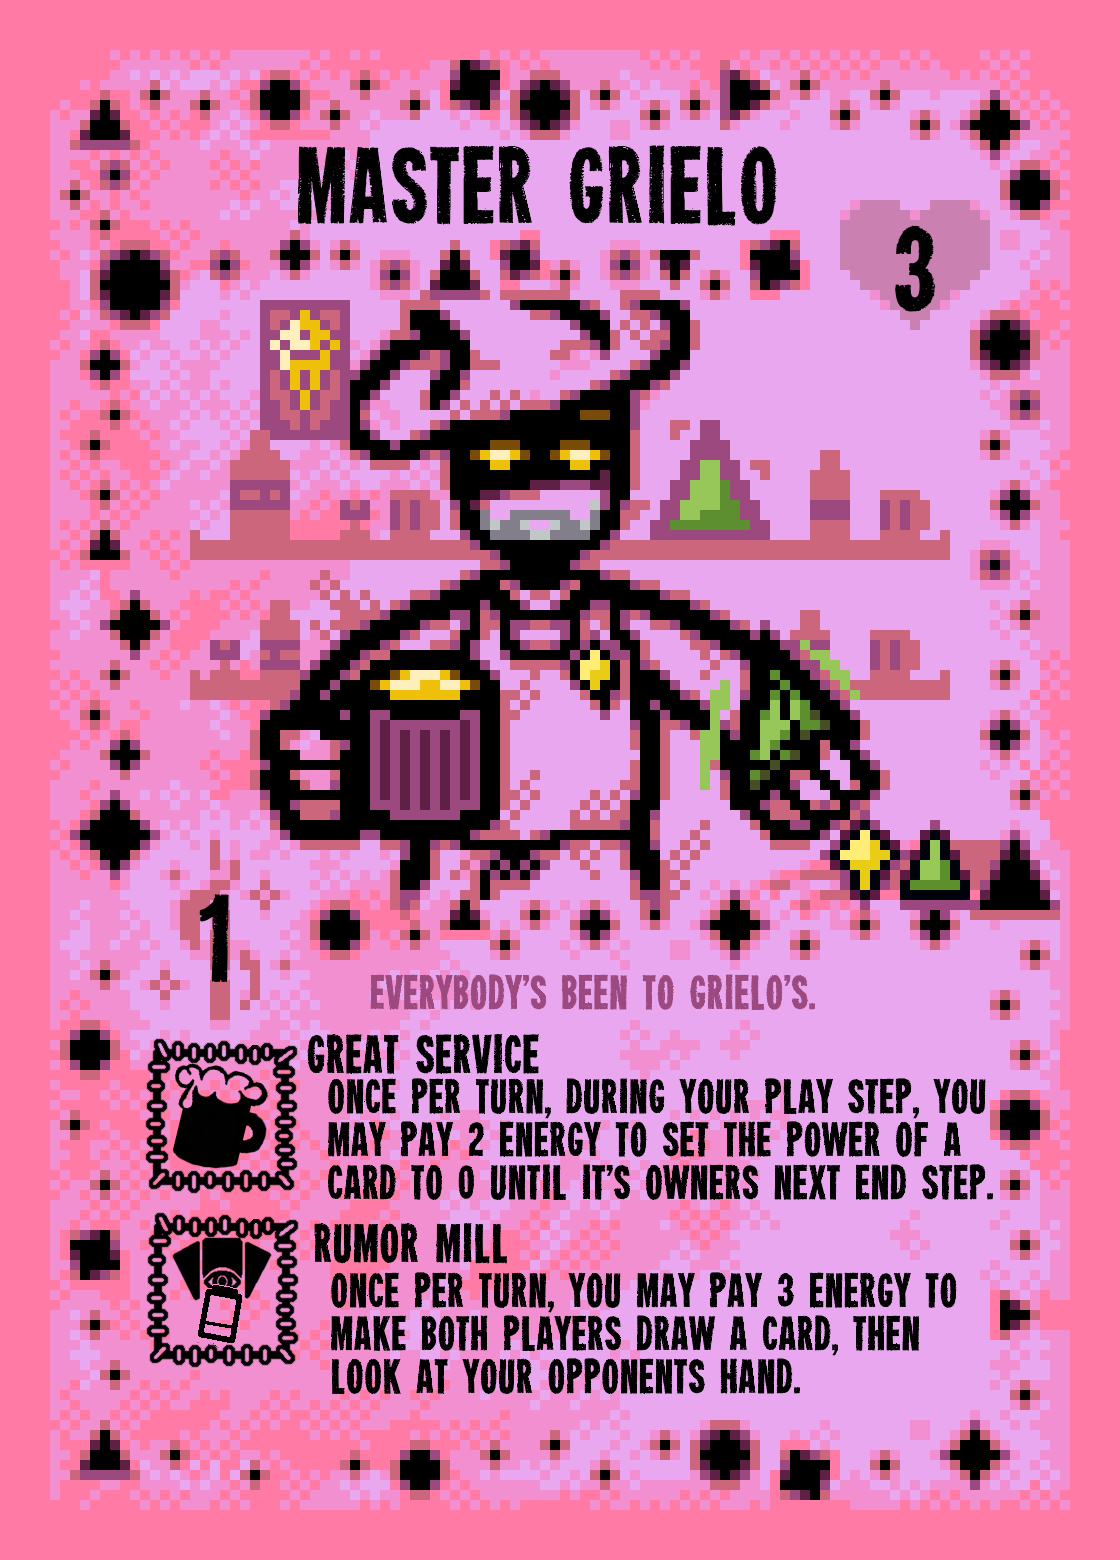 MASTER GRIELO
3
1
EVERYBODY'S BEEN TO GRIELO'S.
GREAT SERVICE
ONCE PER TURN, DURING YOUR PLAY STEP, YOU
MAY PAY 2 ENERGY TO SET THE POWER OF A
CARD TO 0 UNTIL IT'S OWNERS NEXT END STEP.
RUMOR MILL
ONCE PER TURN, YOU MAY PAY 3 ENERGY TO
MAKE BOTH PLAYERS DRAW A CARD, THEN
LOOK AT YOUR OPPONENTS HAND.